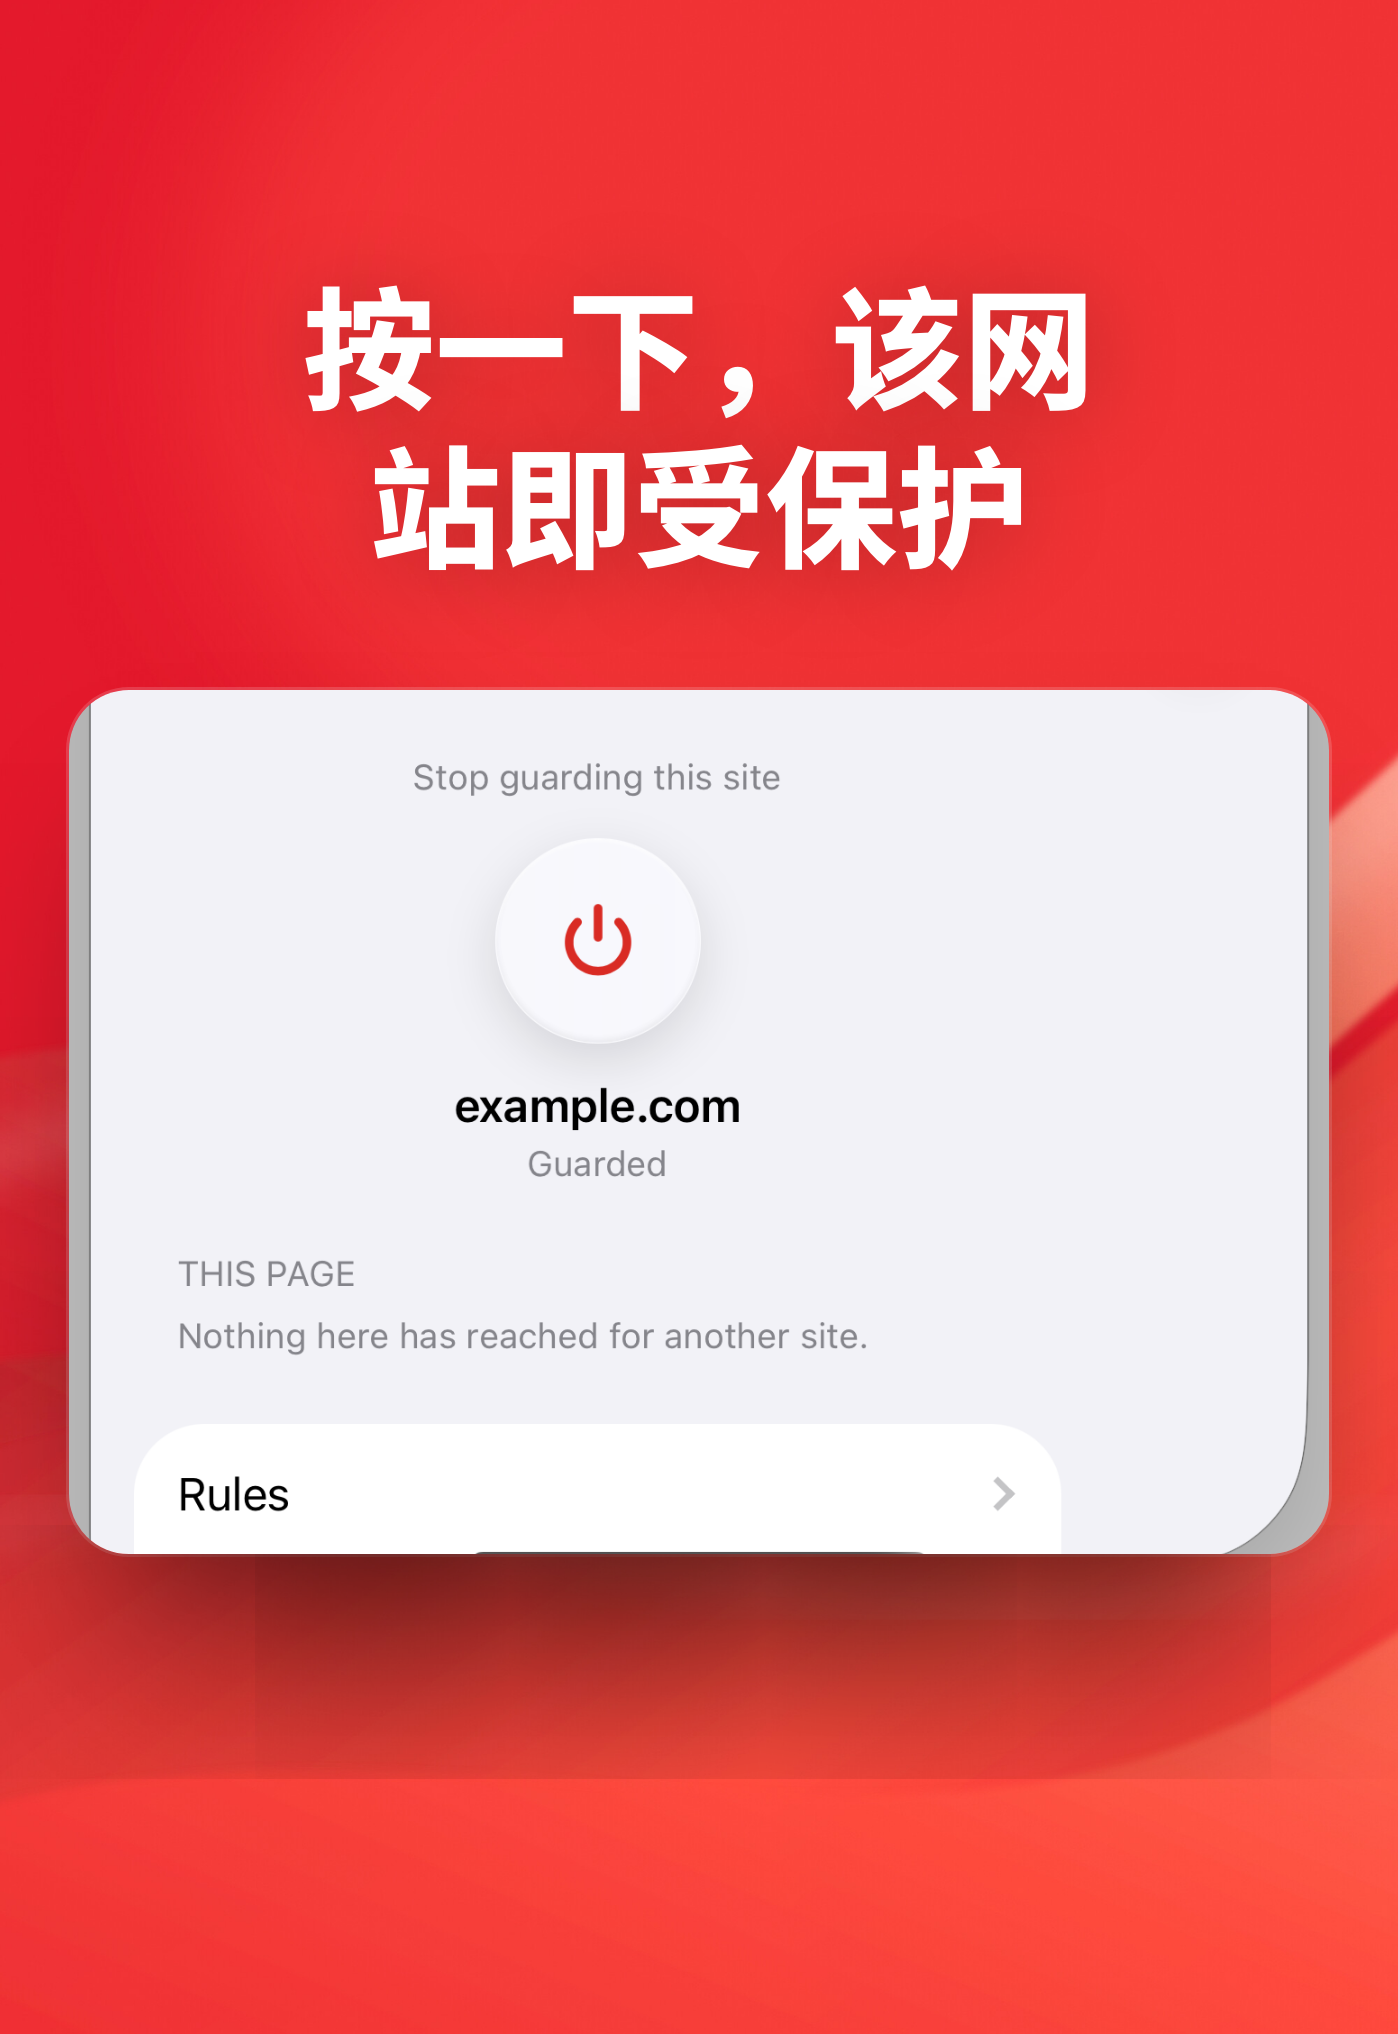 按一下，该网
站即受保护
Stop guarding this site
example.com
Guarded
THIS PAGE
Nothing here has reached for another site.
Rules